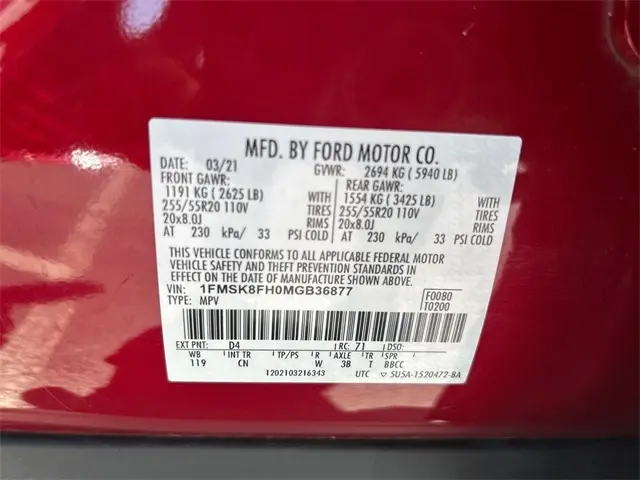 MFD. BY FORD MOTOR CO.
DATE: 03/21 GVWR: 2694 KG ( 5940 LB)
FRONT GAWR: REAR GAWR:
1191 KG ( 2625 LB) WITH 1554 KG ( 3425 LB) WITH
255/55R20 110V TIRES 255/55R20 110V TIRES
20x8.0J RIMS 20x8.0J RIMS
AT 230 kPa/ 33 PSI COLD AT 230 kPa/ 33 PSI COLD
THIS VEHICLE CONFORMS TO ALL APPLICABLE FEDERAL MOTOR
VEHICLE SAFETY AND THEFT PREVENTION STANDARDS IN
EFFECT ON THE DATE OF MANUFACTURE SHOWN ABOVE.
VIN: 1FMSK8FH0MGB36877
TYPE: MPV
F0080
T0200
EXT PNT: D4 RC: 71 DSO:
WB INT TR TP/PS R AXLE TR SPR
119 CN W 3B T BBCC
1202103216343 UTC 5U5A-1520472-BA